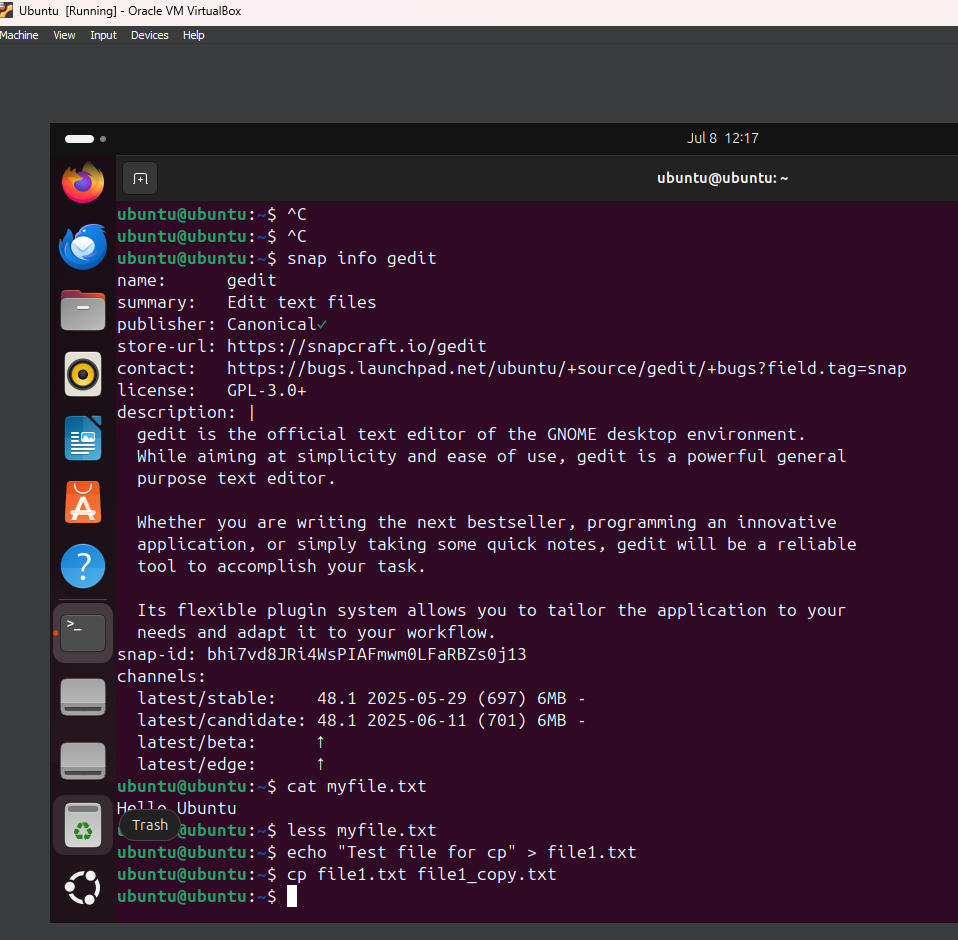 Ubuntu [Running] - Oracle VM VirtualBox
Machine View Input Devices Help
Jul 8 12:17
ubuntu@ubuntu: ~
ubuntu@ubuntu:~$ ^C
ubuntu@ubuntu:~$ ^C
ubuntu@ubuntu:~$ snap info gedit
name:      gedit
summary:   Edit text files
publisher: Canonical✓
store-url: https://snapcraft.io/gedit
contact:   https://bugs.launchpad.net/ubuntu/+source/gedit/+bugs?field.tag=snap
license:   GPL-3.0+
description: |
  gedit is the official text editor of the GNOME desktop environment.
  While aiming at simplicity and ease of use, gedit is a powerful general
  purpose text editor.
  Whether you are writing the next bestseller, programming an innovative
  application, or simply taking some quick notes, gedit will be a reliable
  tool to accomplish your task.
  Its flexible plugin system allows you to tailor the application to your
  needs and adapt it to your workflow.
snap-id: bhi7vd8JRi4WsPIAFmwm0LFaRBZs0j13
channels:
  latest/stable:    48.1 2025-05-29 (697) 6MB -
  latest/candidate: 48.1 2025-06-11 (701) 6MB -
  latest/beta:      ↑
  latest/edge:      ↑
ubuntu@ubuntu:~$ cat myfile.txt
Hello Ubuntu
Trash
@ubuntu:~$ less myfile.txt
ubuntu@ubuntu:~$ echo "Test file for cp" > file1.txt
ubuntu@ubuntu:~$ cp file1.txt file1_copy.txt
ubuntu@ubuntu:~$